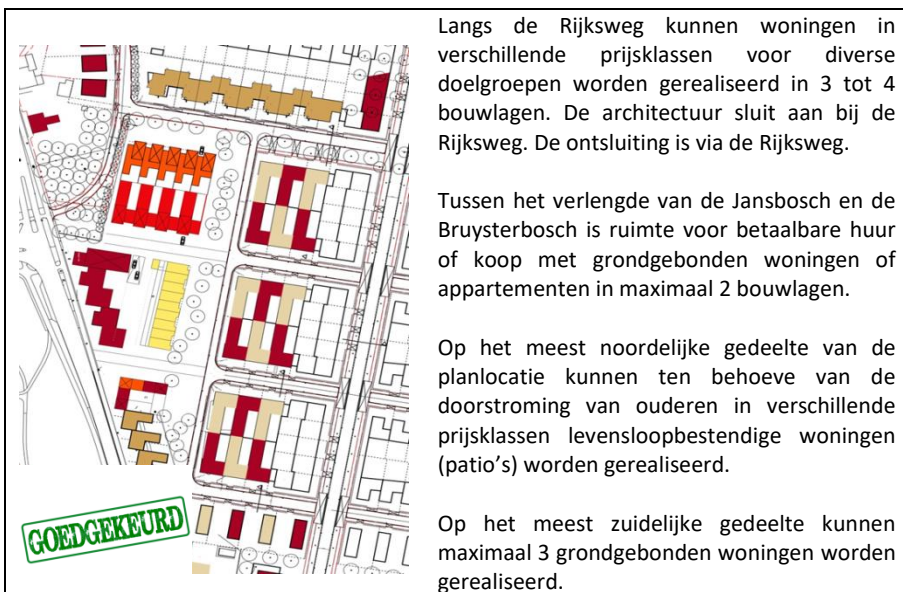 Langs de Rijksweg kunnen woningen in
verschillende prijsklassen voor diverse
doelgroepen worden gerealiseerd in 3 tot 4
bouwlagen. De architectuur sluit aan bij de
Rijksweg. De ontsluiting is via de Rijksweg.
Tussen het verlengde van de Jansbosch en de
Bruysterbosch is ruimte voor betaalbare huur
of koop met grondgebonden woningen of
appartementen in maximaal 2 bouwlagen.
Op het meest noordelijke gedeelte van de
planlocatie kunnen ten behoeve van de
doorstroming van ouderen in verschillende
prijsklassen levensloopbestendige woningen
(patio’s) worden gerealiseerd.
Op het meest zuidelijke gedeelte kunnen
maximaal 3 grondgebonden woningen worden
gerealiseerd.
GOEDGEKEURD